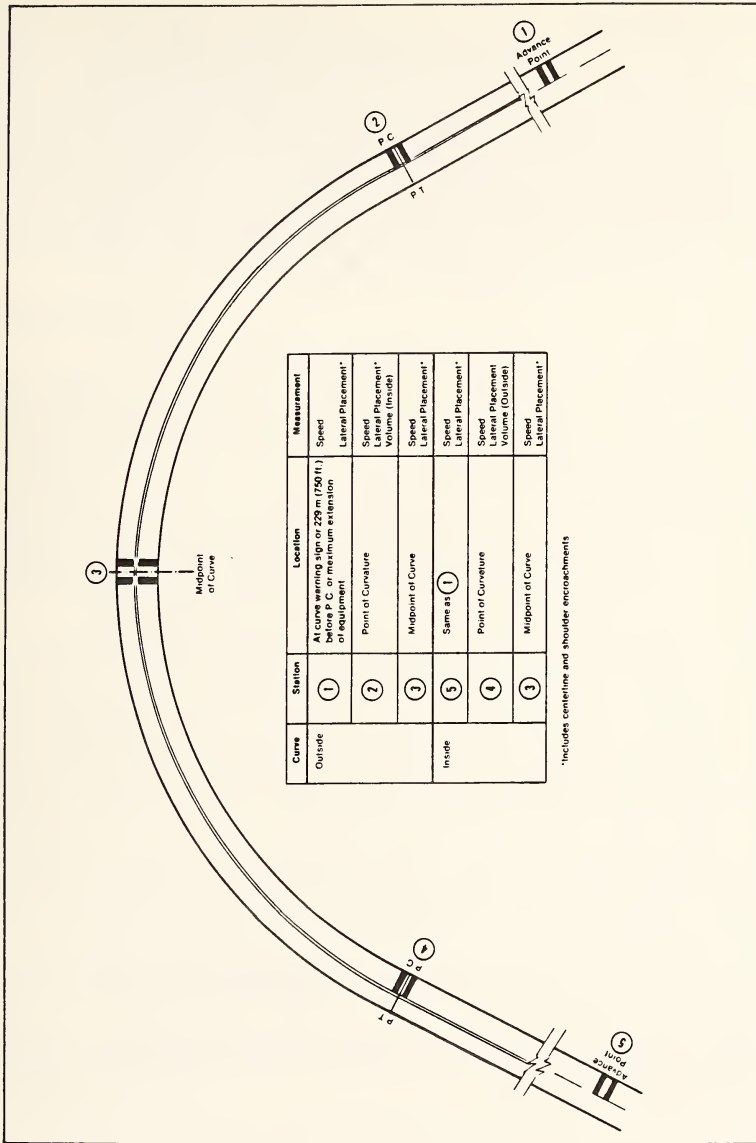 1
Advance
Point
2
P C
P T
3
Midpoint
of Curve
P T
P C
4
Advance
Point
5
Curve Station Location Measurement
Outside 1 At curve warning sign or 229 m (750 ft.) Speed
before P C or maximum extension Lateral Placement*
of equipment
2 Point of Curvature Speed
Lateral Placement*
Volume (Inside)
3 Midpoint of Curve Speed
Lateral Placement*
Inside 5 Same as 1 Speed
Lateral Placement*
4 Point of Curveture Speed
Lateral Placement
Volume (Outside)
3 Midpoint of Curve Speed
Lateral Placement*
*Includes centerline and shoulder encroachments